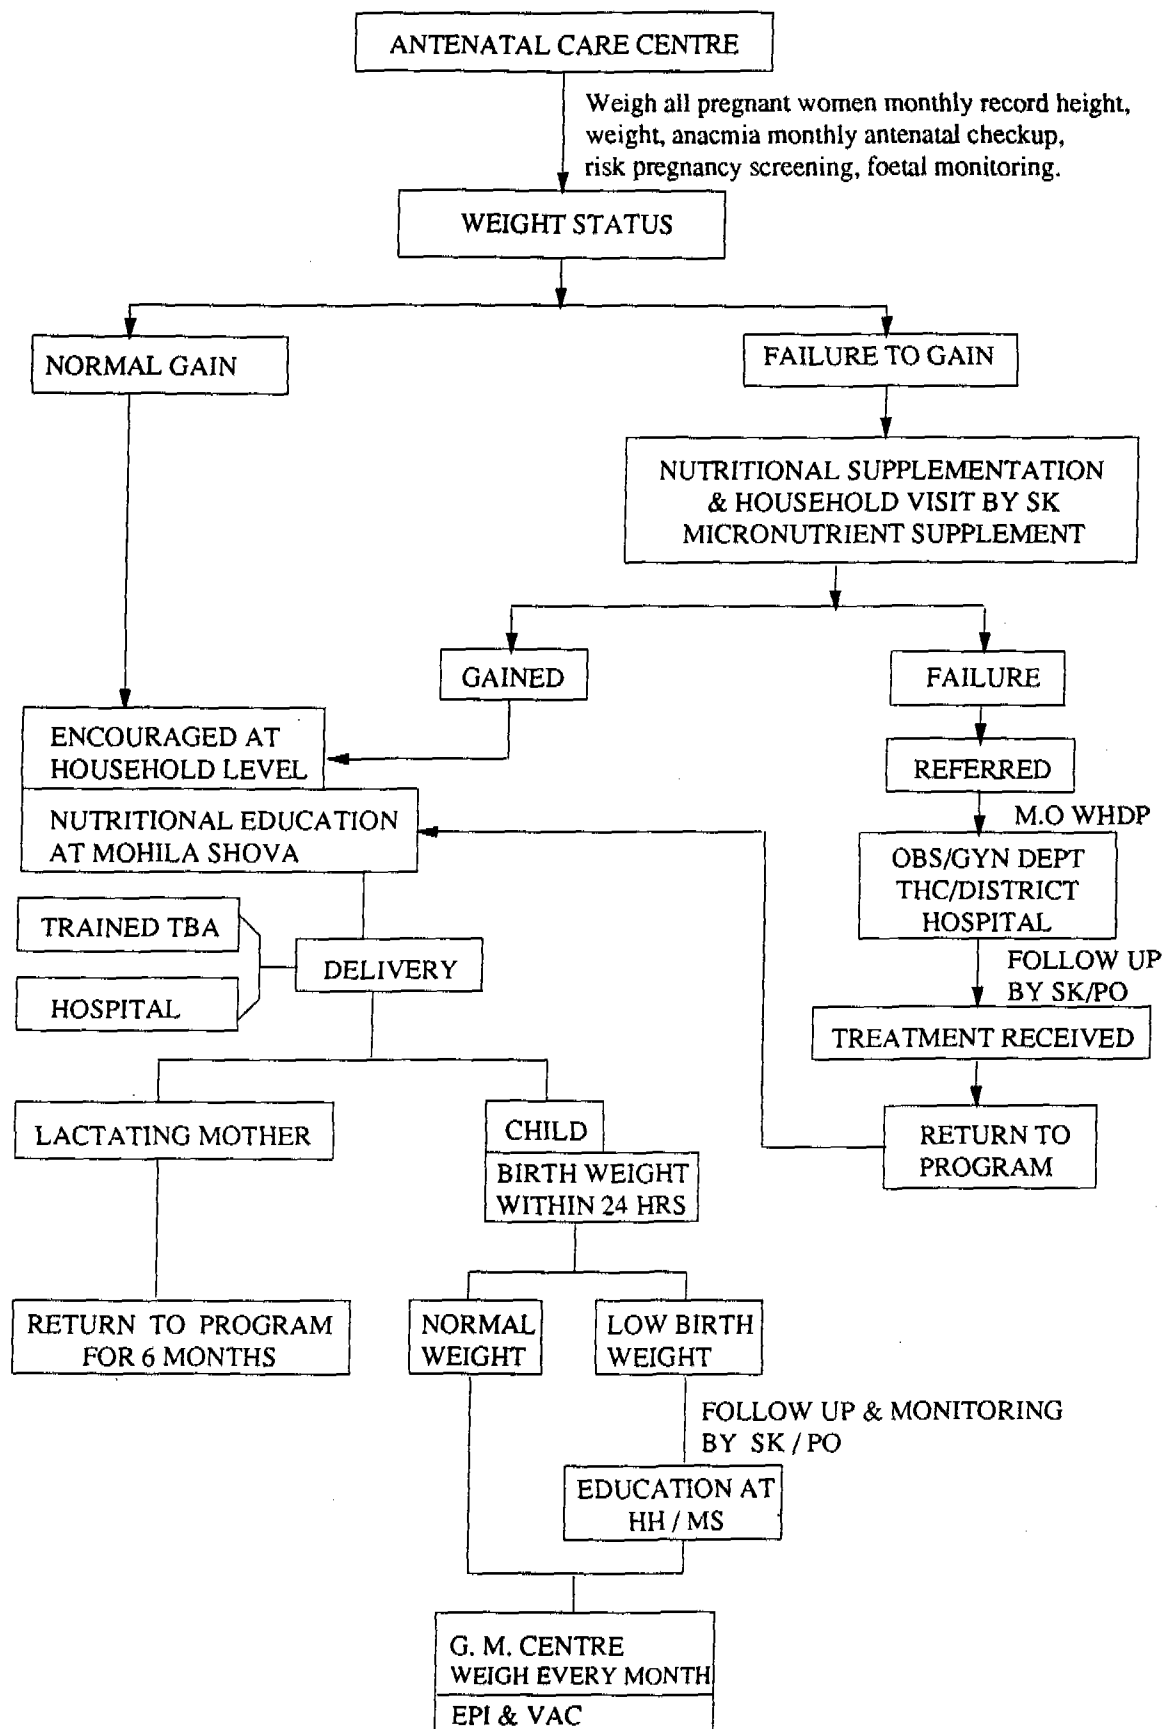 ANTENATAL CARE CENTRE
Weigh all pregnant women monthly record height,
weight, anacmia monthly antenatal checkup,
risk pregnancy screening, foetal monitoring.
WEIGHT STATUS
NORMAL GAIN
FAILURE TO GAIN
NUTRITIONAL SUPPLEMENTATION
& HOUSEHOLD VISIT BY SK
MICRONUTRIENT SUPPLEMENT
GAINED
FAILURE
ENCOURAGED AT
HOUSEHOLD LEVEL
REFERRED
M.O WHDP
NUTRITIONAL EDUCATION
AT MOHILA SHOVA
OBS/GYN DEPT
THC/DISTRICT
HOSPITAL
TRAINED TBA
HOSPITAL
DELIVERY
FOLLOW UP
BY SK/PO
TREATMENT RECEIVED
LACTATING MOTHER
CHILD
BIRTH WEIGHT
WITHIN 24 HRS
RETURN TO
PROGRAM
RETURN TO PROGRAM
FOR 6 MONTHS
NORMAL
WEIGHT
LOW BIRTH
WEIGHT
FOLLOW UP & MONITORING
BY SK / PO
EDUCATION AT
HH / MS
G. M. CENTRE
WEIGH EVERY MONTH
EPI & VAC